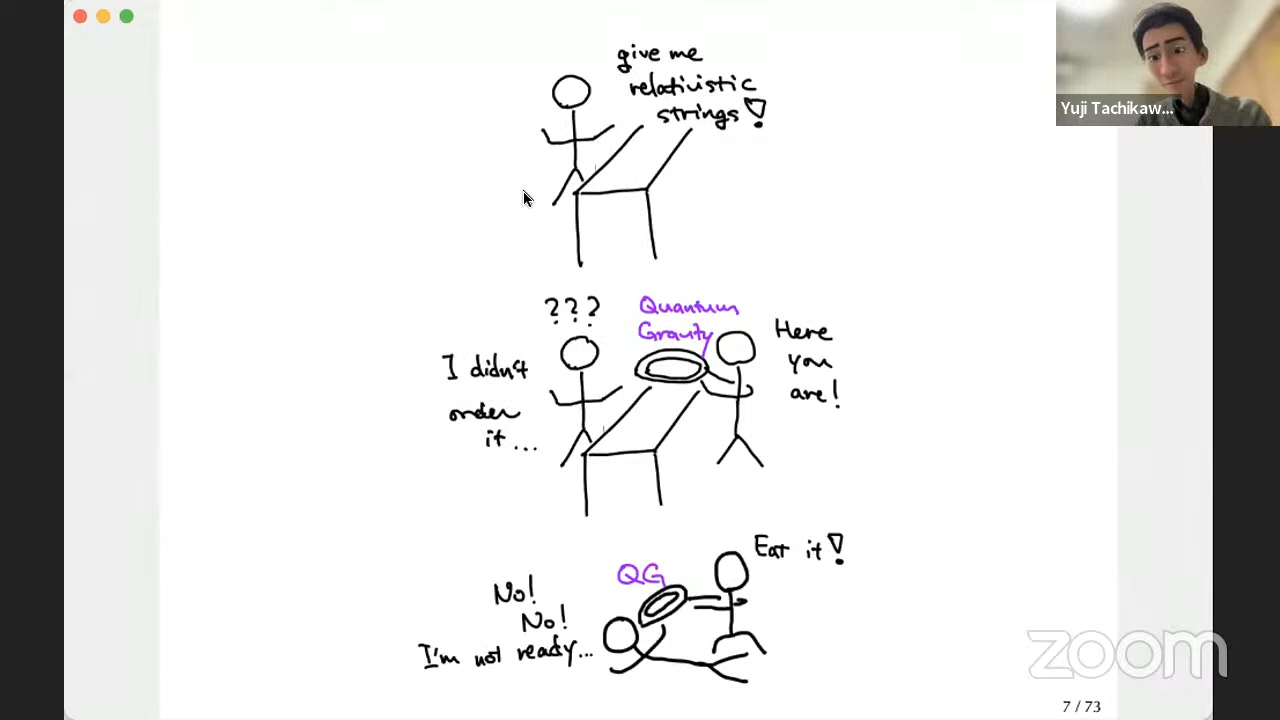 give me
relativistic
strings!
Yuji Tachikaw...
???
Quantum
Gravity
Here
you
are!
I didn't
order
it...
Eat it!
QG
No!
No!
I'm not ready...
zoom
7 / 73